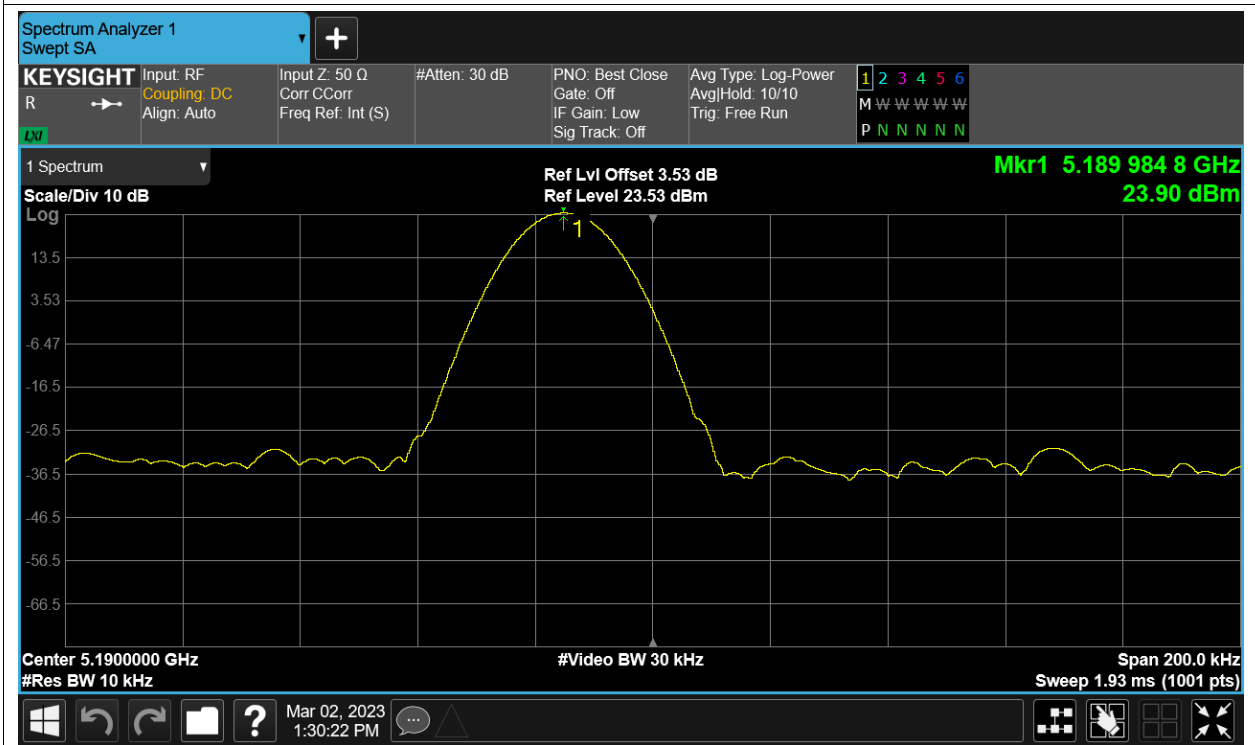 Spectrum Analyzer 1
Swept SA
+
KEYSIGHT
R
LXI
Input: RF
Coupling: DC
Align: Auto
Input Z: 50 Ω
Corr CCorr
Freq Ref: Int (S)
#Atten: 30 dB
PNO: Best Close
Gate: Off
IF Gain: Low
Sig Track: Off
Avg Type: Log-Power
Avg|Hold: 10/10
Trig: Free Run
1 2 3 4 5 6
M W W W W W
P N N N N N
1 Spectrum
Scale/Div 10 dB
Ref Lvl Offset 3.53 dB
Ref Level 23.53 dBm
Mkr1 5.189 984 8 GHz
23.90 dBm
Log
1
13.5
3.53
-6.47
-16.5
-26.5
-36.5
-46.5
-56.5
-66.5
Center 5.1900000 GHz
#Video BW 30 kHz
Span 200.0 kHz
#Res BW 10 kHz
Sweep 1.93 ms (1001 pts)
?
Mar 02, 2023
1:30:22 PM